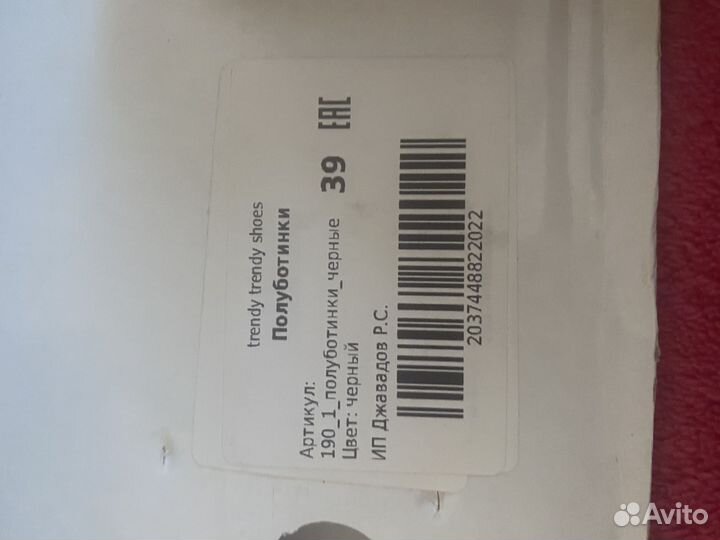 trendy trendy shoes
Полуботинки
Артикул:
190_1_полуботинки_черные
39
EAC
Цвет: черный
ИП Джавадов Р.С.
2037448822022
Avito